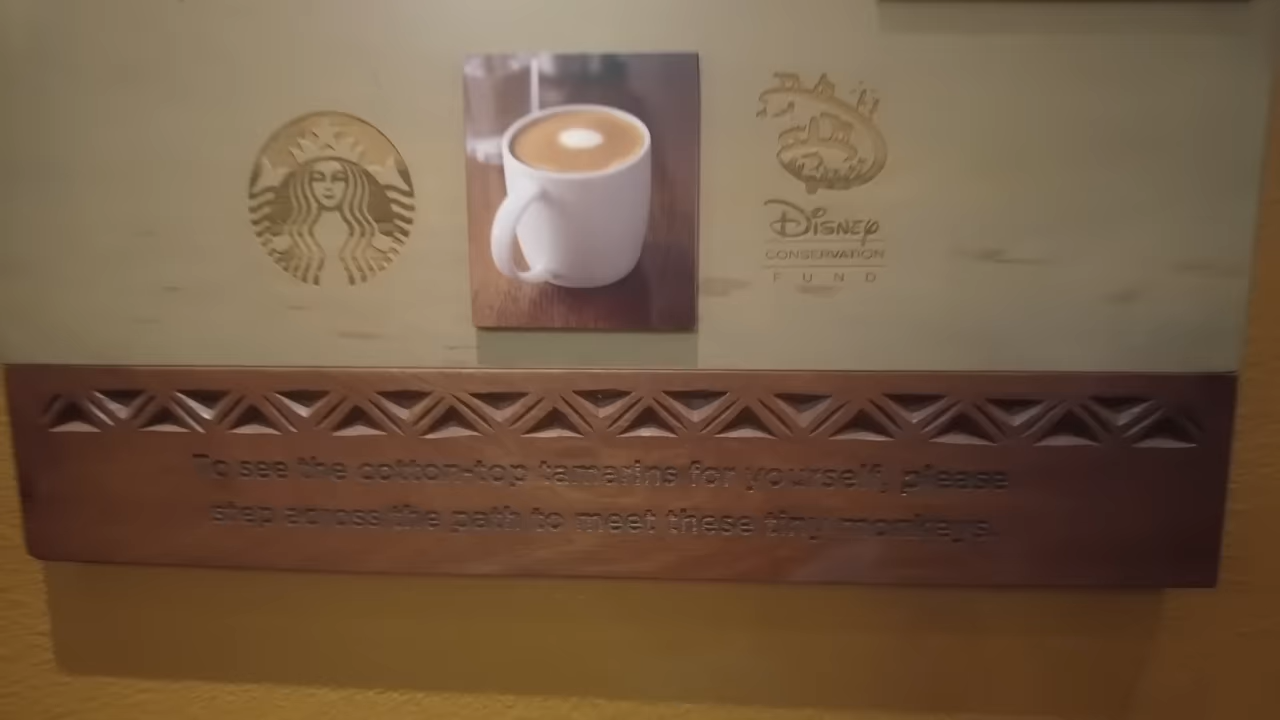 Disney
CONSERVATION
FUND
To see the cotton-top tamarins for yourself, please
step across the path to meet these tiny monkeys.